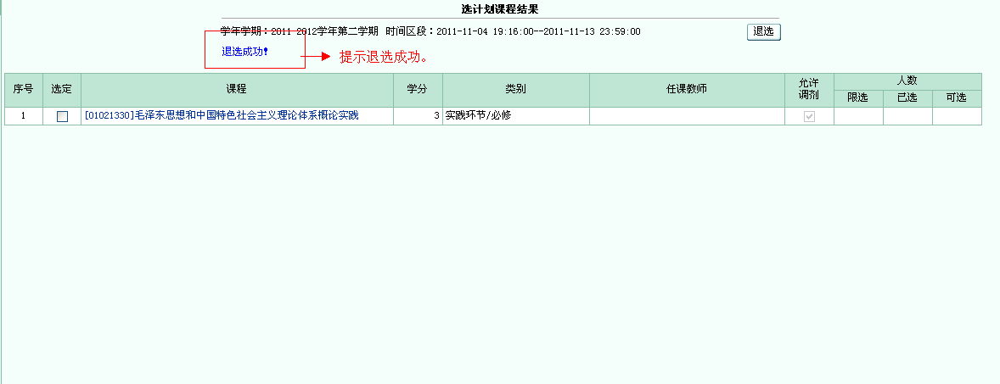 选计划课程结果
学年学期：2011-2012学年第二学期 时间区段：2011-11-04 19:16:00--2011-11-13 23:59:00 退选
退选成功！ 提示退选成功。
序号 选定 课程 学分 类别 任课教师 允许调剂 人数
限选 已选 可选
1 [01021330]毛泽东思想和中国特色社会主义理论体系概论实践 3 实践环节/必修